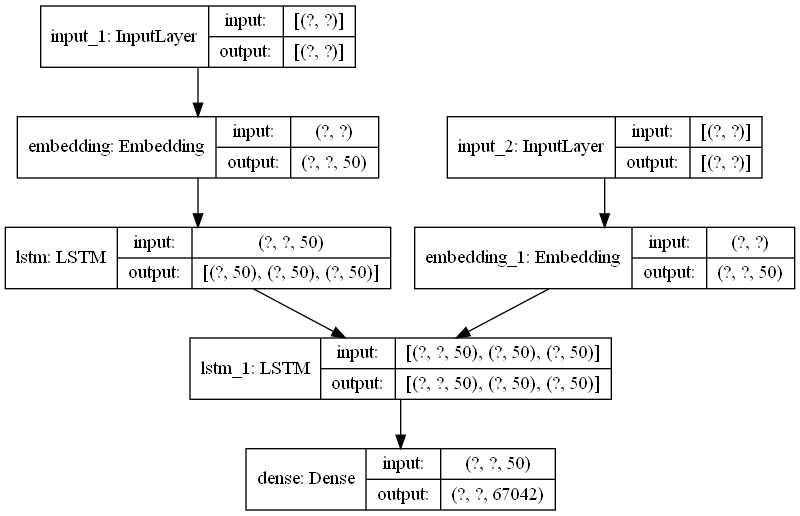 input_1: InputLayer input: [(?, ?)]
output: [(?, ?)]
embedding: Embedding input: (?, ?)
output: (?, ?, 50)
input_2: InputLayer input: [(?, ?)]
output: [(?, ?)]
lstm: LSTM input: (?, ?, 50)
output: [(?, 50), (?, 50), (?, 50)]
embedding_1: Embedding input: (?, ?)
output: (?, ?, 50)
lstm_1: LSTM input: [(?, ?, 50), (?, 50), (?, 50)]
output: [(?, ?, 50), (?, 50), (?, 50)]
dense: Dense input: (?, ?, 50)
output: (?, ?, 67042)